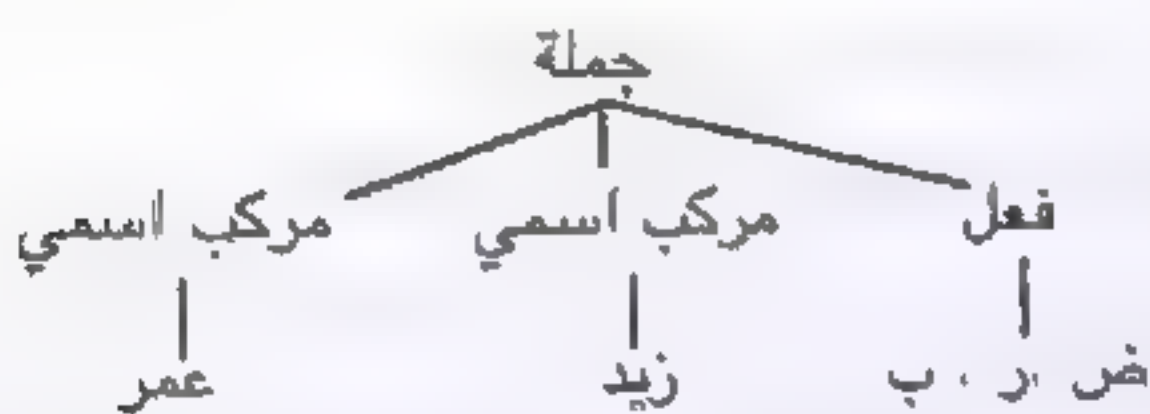 جملة
فعل مركب اسمي مركب اسمي
ض ، ر ، ب زيد عمر